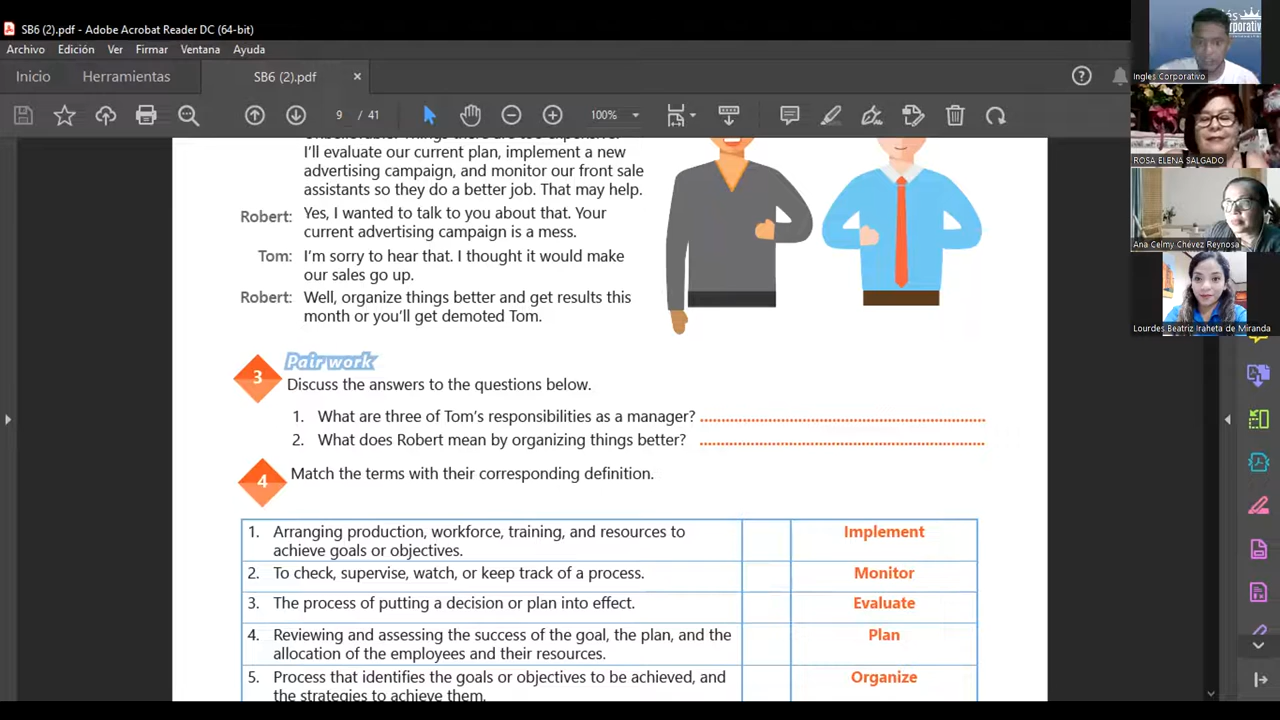 SB6 (2).pdf - Adobe Acrobat Reader DC (64-bit)
Archivo Edición Ver Firmar Ventana Ayuda
Inicio Herramientas SB6 (2).pdf ×
9 / 41 100%
I'll evaluate our current plan, implement a new
advertising campaign, and monitor our front sale
assistants so they do a better job. That may help.
Robert: Yes, I wanted to talk to you about that. Your
current advertising campaign is a mess.
Tom: I'm sorry to hear that. I thought it would make
our sales go up.
Robert: Well, organize things better and get results this
month or you'll get demoted Tom.
3 Pair work
Discuss the answers to the questions below.
1. What are three of Tom's responsibilities as a manager?
2. What does Robert mean by organizing things better?
4 Match the terms with their corresponding definition.
1. Arranging production, workforce, training, and resources to
achieve goals or objectives.
Implement
2. To check, supervise, watch, or keep track of a process.
Monitor
3. The process of putting a decision or plan into effect.
Evaluate
4. Reviewing and assessing the success of the goal, the plan, and the
allocation of the employees and their resources.
Plan
5. Process that identifies the goals or objectives to be achieved, and
the strategies to achieve them.
Organize
Ingles Corporativo
ROSA ELENA SALGADO
Ana Celmy Chévez Reynosa
Lourdes Beatriz Iraheta de Miranda